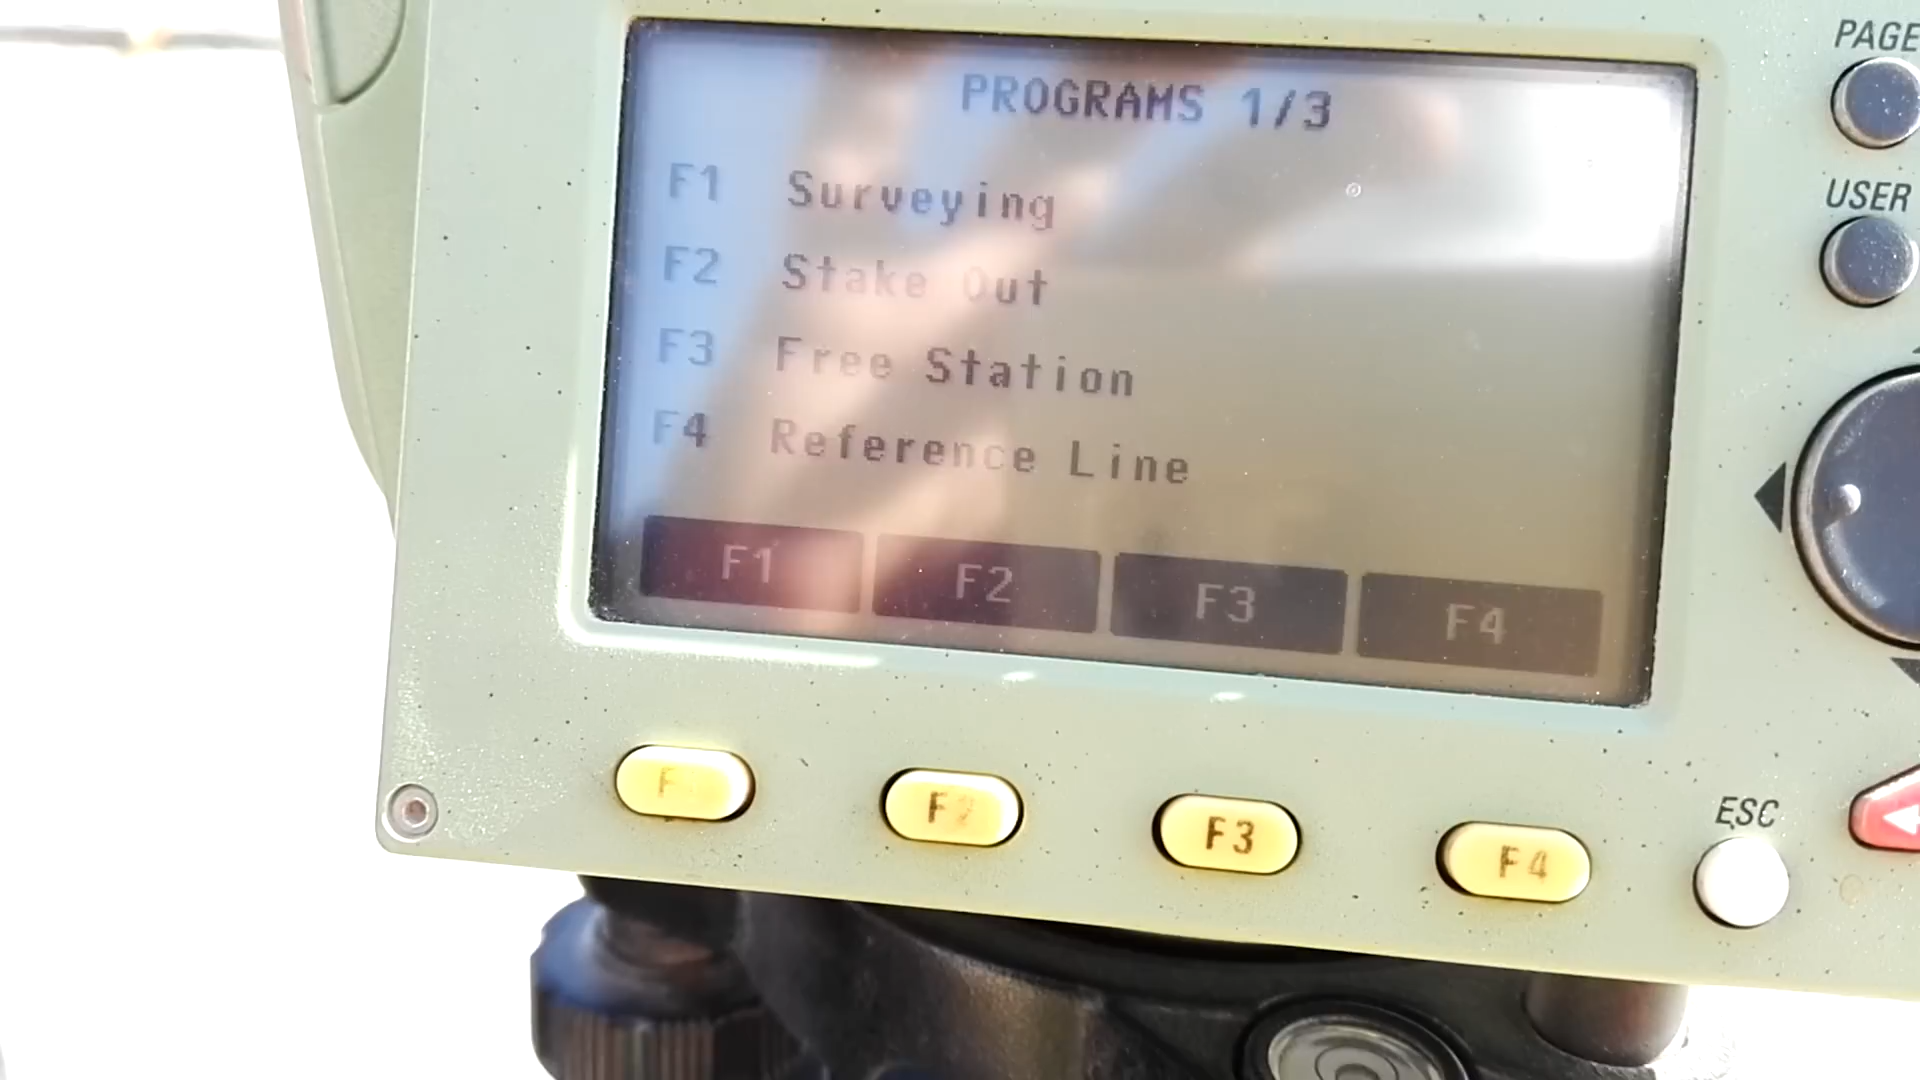 PROGRAMS 1/3
F1 Surveying
F2 Stake Out
F3 Free Station
F4 Reference Line
F1 F2 F3 F4
PAGE
USER
F2 F3 F4
ESC